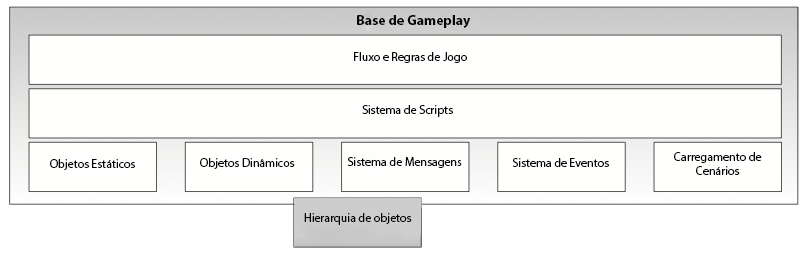 Base de Gameplay
Fluxo e Regras de Jogo
Sistema de Scripts
Objetos Estáticos
Objetos Dinâmicos
Sistema de Mensagens
Sistema de Eventos
Carregamento de
Cenários
Hierarquia de objetos